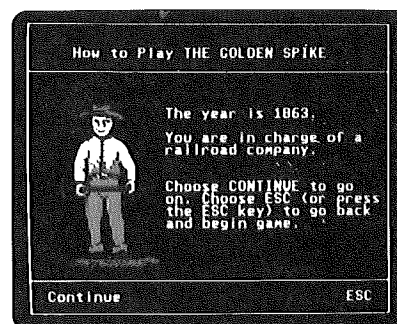 How to Play THE GOLDEN SPIKE
The year is 1863.
You are in charge of a
railroad company.
Choose CONTINUE to go
on. Choose ESC (or press
the ESC key) to go back
and begin game.
Continue
ESC